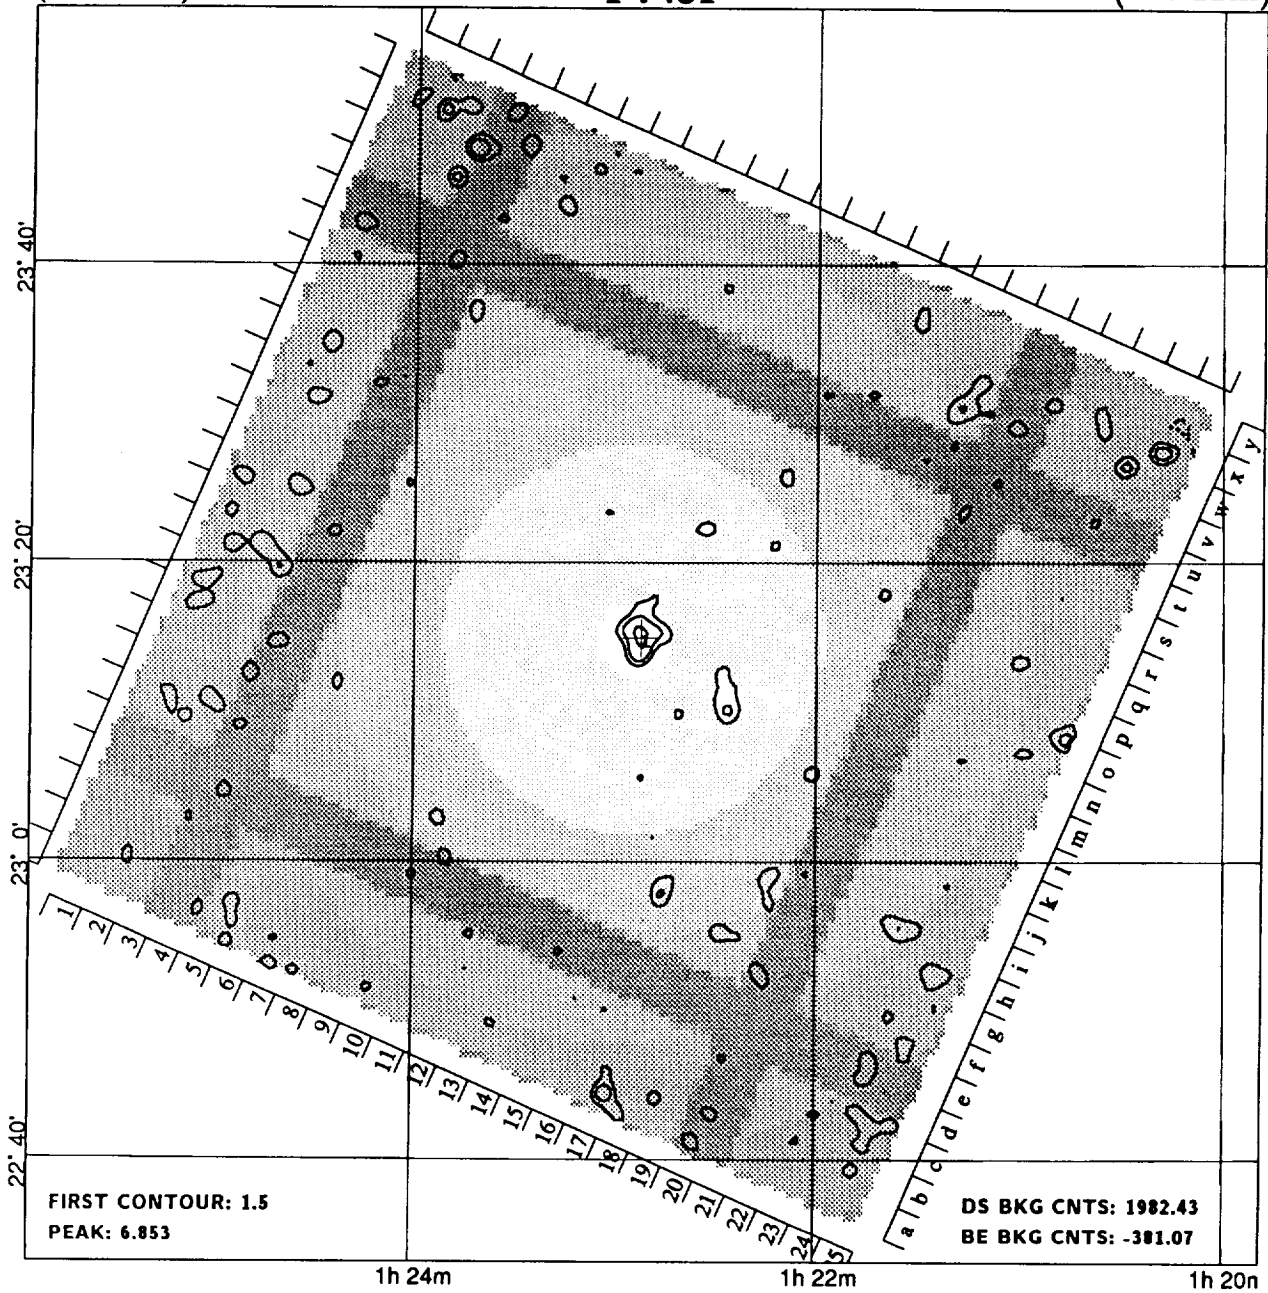 23° 40'
23° 20'
23° 0'
22° 40'
1 2 3 4 5 6 7 8 9 10 11 12 13 14 15 16 17 18 19 20 21 22 23 24
a b c d e f g h i j k l m n o p q r s t u v w x y
FIRST CONTOUR: 1.5
PEAK: 6.853
DS BKG CNTS: 1982.43
BE BKG CNTS: -381.07
1h 24m
1h 22m
1h 20